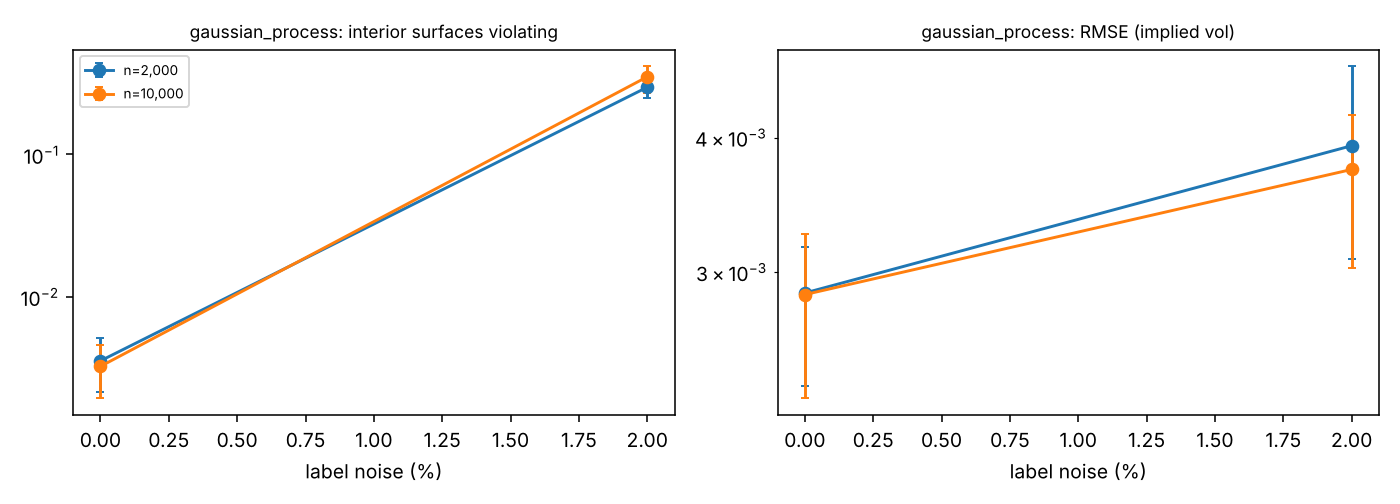 gaussian_process: interior surfaces violating
n=2,000
n=10,000
10⁻¹
10⁻²
0.00 0.25 0.50 0.75 1.00 1.25 1.50 1.75 2.00
label noise (%)
gaussian_process: RMSE (implied vol)
4 × 10⁻³
3 × 10⁻³
0.00 0.25 0.50 0.75 1.00 1.25 1.50 1.75 2.00
label noise (%)